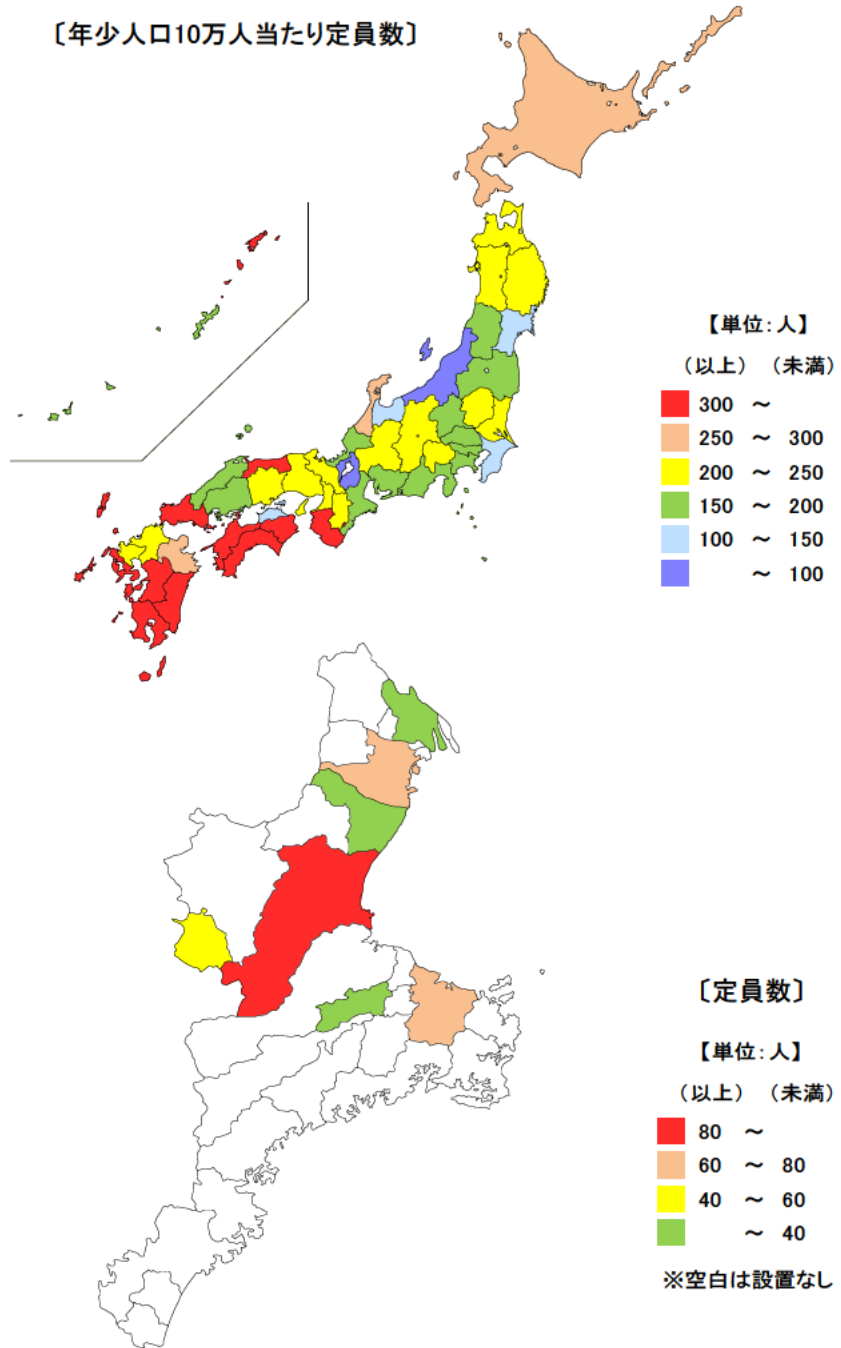 〔年少人口10万人当たり定員数〕
【単位：人】
（以上） （未満）
300 ～
250 ～ 300
200 ～ 250
150 ～ 200
100 ～ 150
～ 100
〔定員数〕
【単位：人】
（以上） （未満）
80 ～
60 ～ 80
40 ～ 60
～ 40
※空白は設置なし